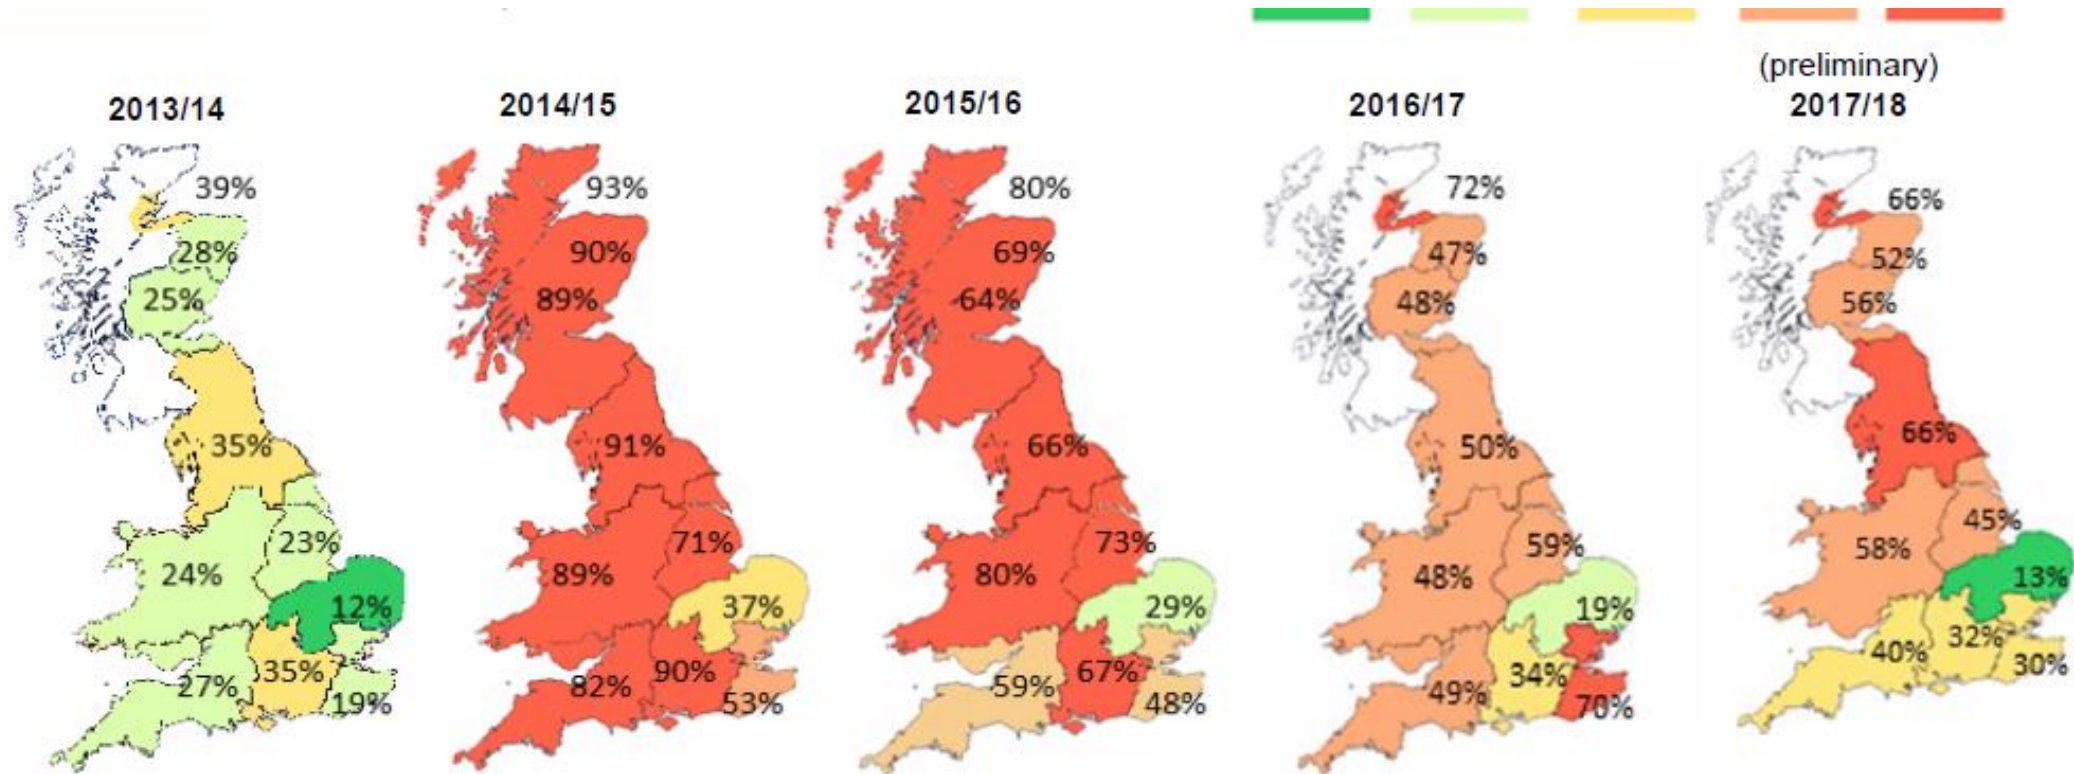 (preliminary)
2013/14 2014/15 2015/16 2016/17 2017/18
39% 93% 80% 72% 66%
28% 90% 69% 47% 52%
25% 89% 64% 48% 56%
35% 91% 66% 50% 66%
23% 71% 73% 59% 45%
24% 89% 80% 48% 58%
12% 37% 29% 19% 13%
35% 90% 67% 34% 32%
27% 82% 59% 49% 40%
19% 53% 48% 70% 30%